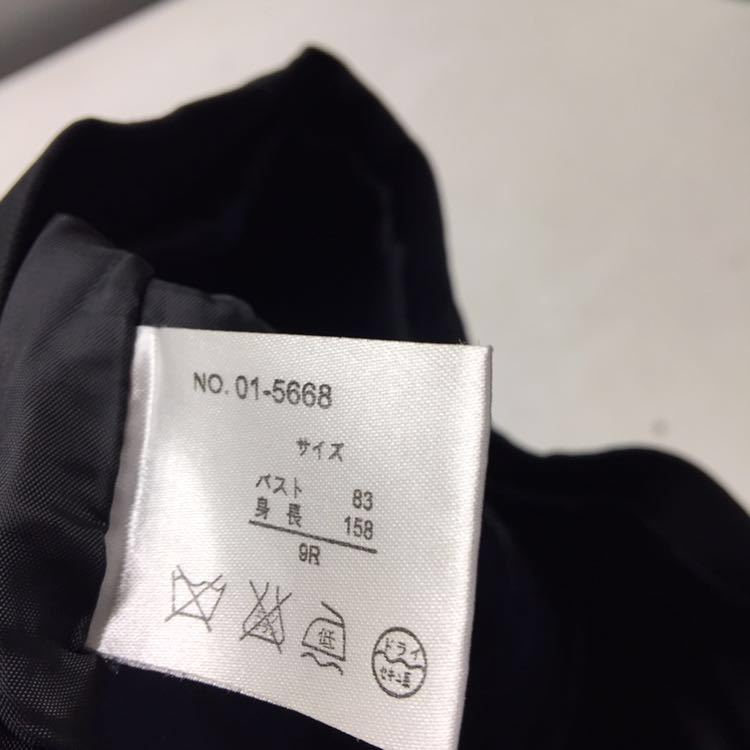 NO. 01-5668
サイズ
バスト 83
身長 158
9R
低
ドライ
セキユ系